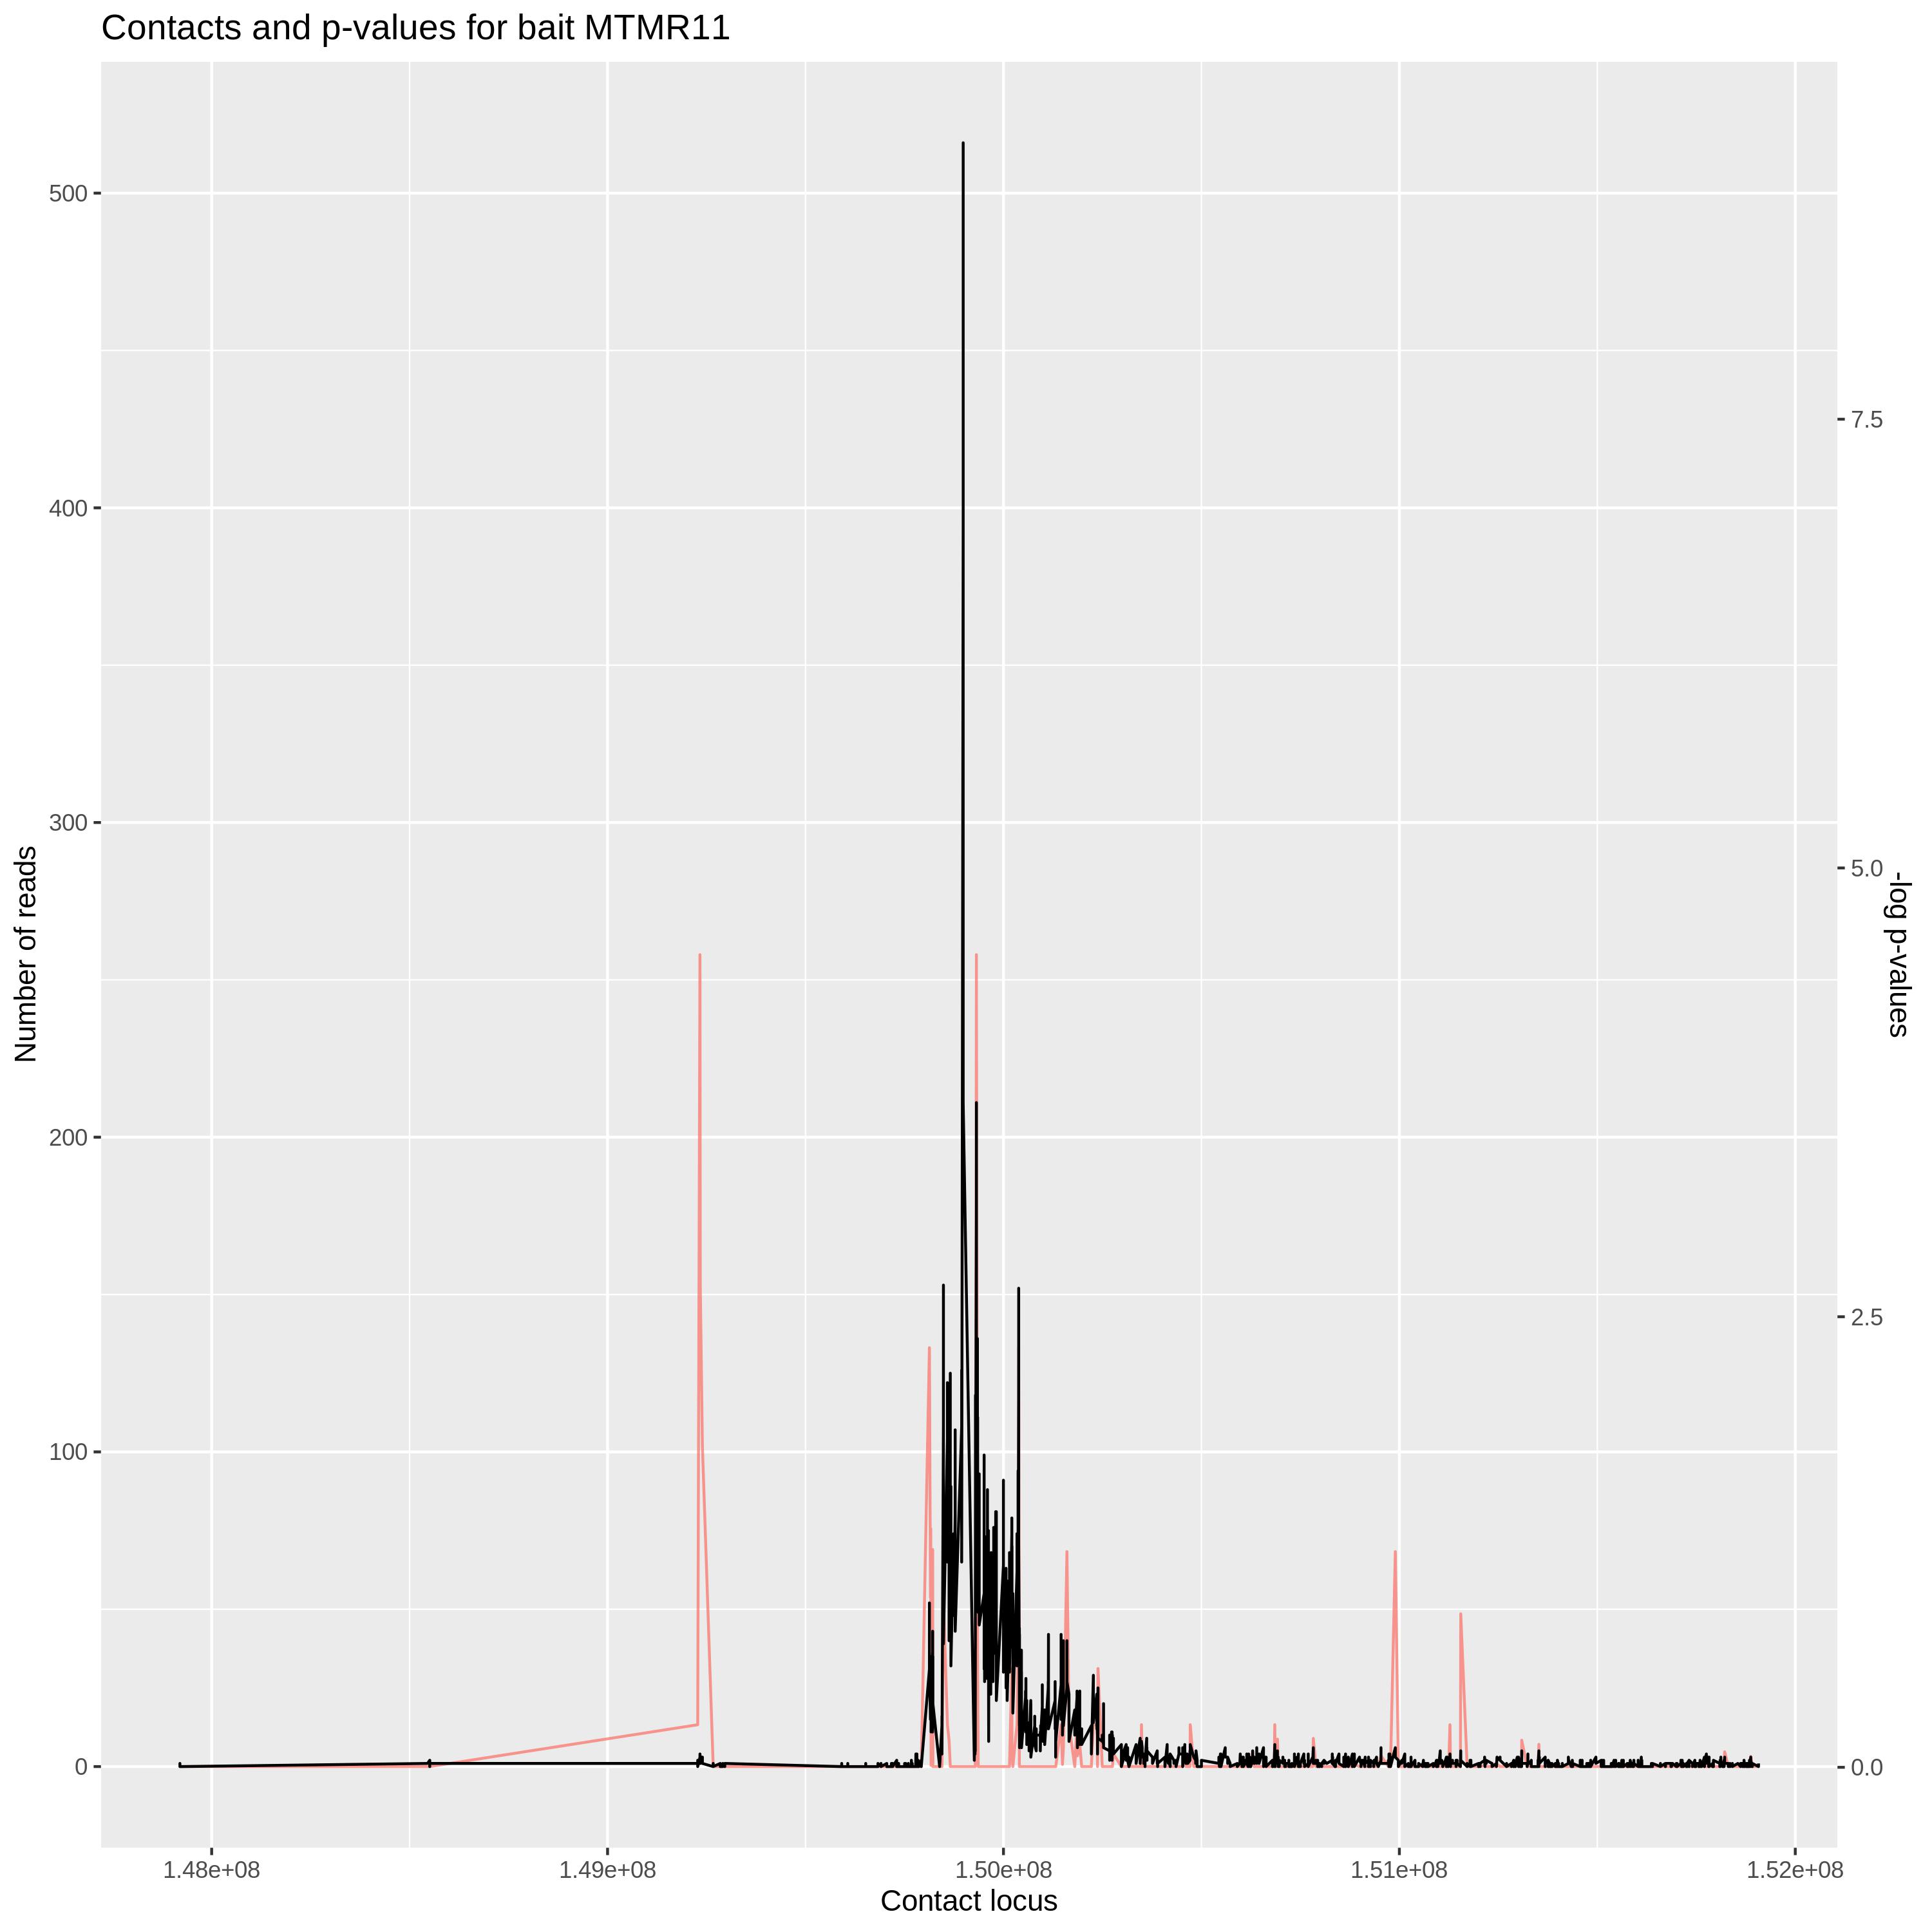 Contacts and p-values for bait MTMR11
500
400
300
200
100
0
Number of reads
7.5
5.0
2.5
0.0
-log p-values
1.48e+08 1.49e+08 1.50e+08 1.51e+08 1.52e+08
Contact locus